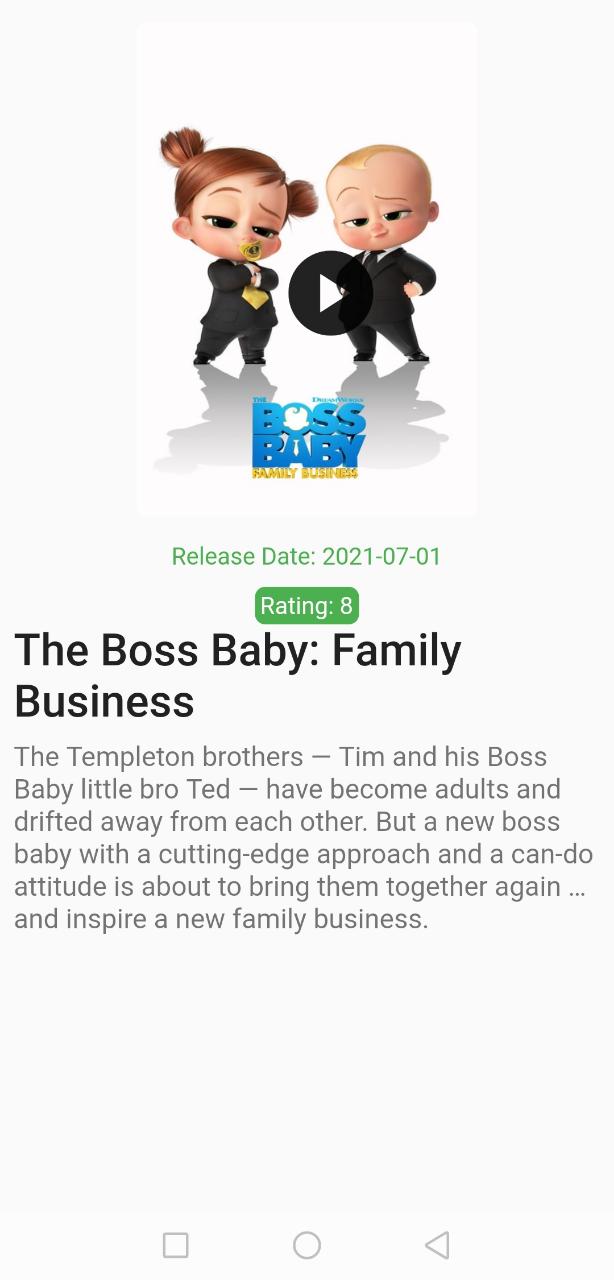 THE DREAMWORKS
BOSS
BABY
FAMILY BUSINESS
Release Date: 2021-07-01
Rating: 8
The Boss Baby: Family
Business
The Templeton brothers — Tim and his Boss
Baby little bro Ted — have become adults and
drifted away from each other. But a new boss
baby with a cutting-edge approach and a can-do
attitude is about to bring them together again …
and inspire a new family business.